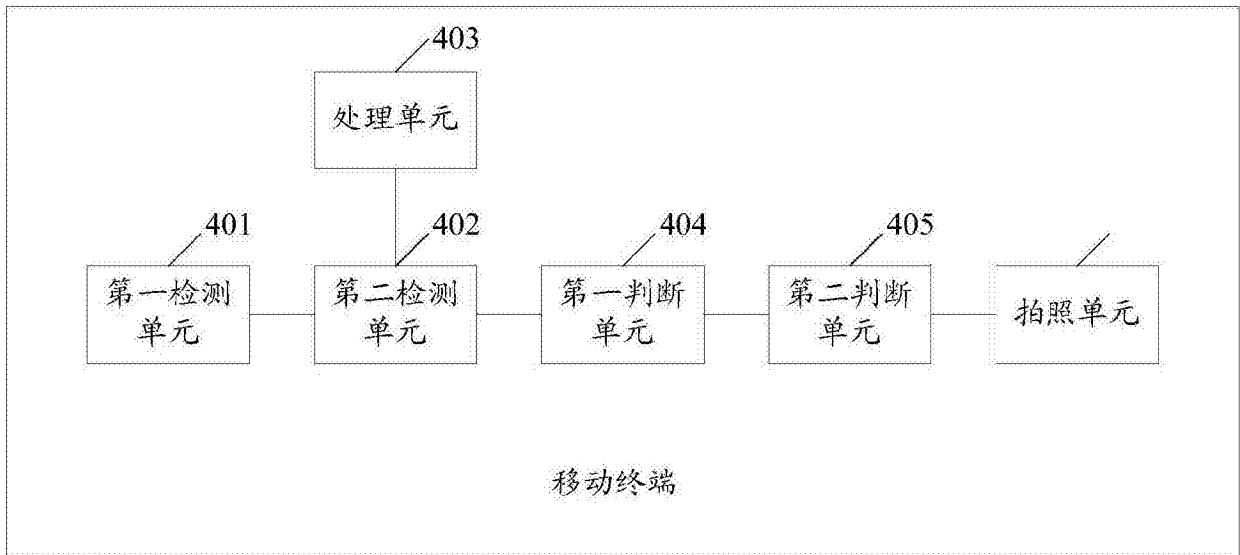 403
处理单元
401
402
404
405
第一检测
单元
第二检测
单元
第一判断
单元
第二判断
单元
拍照单元
移动终端